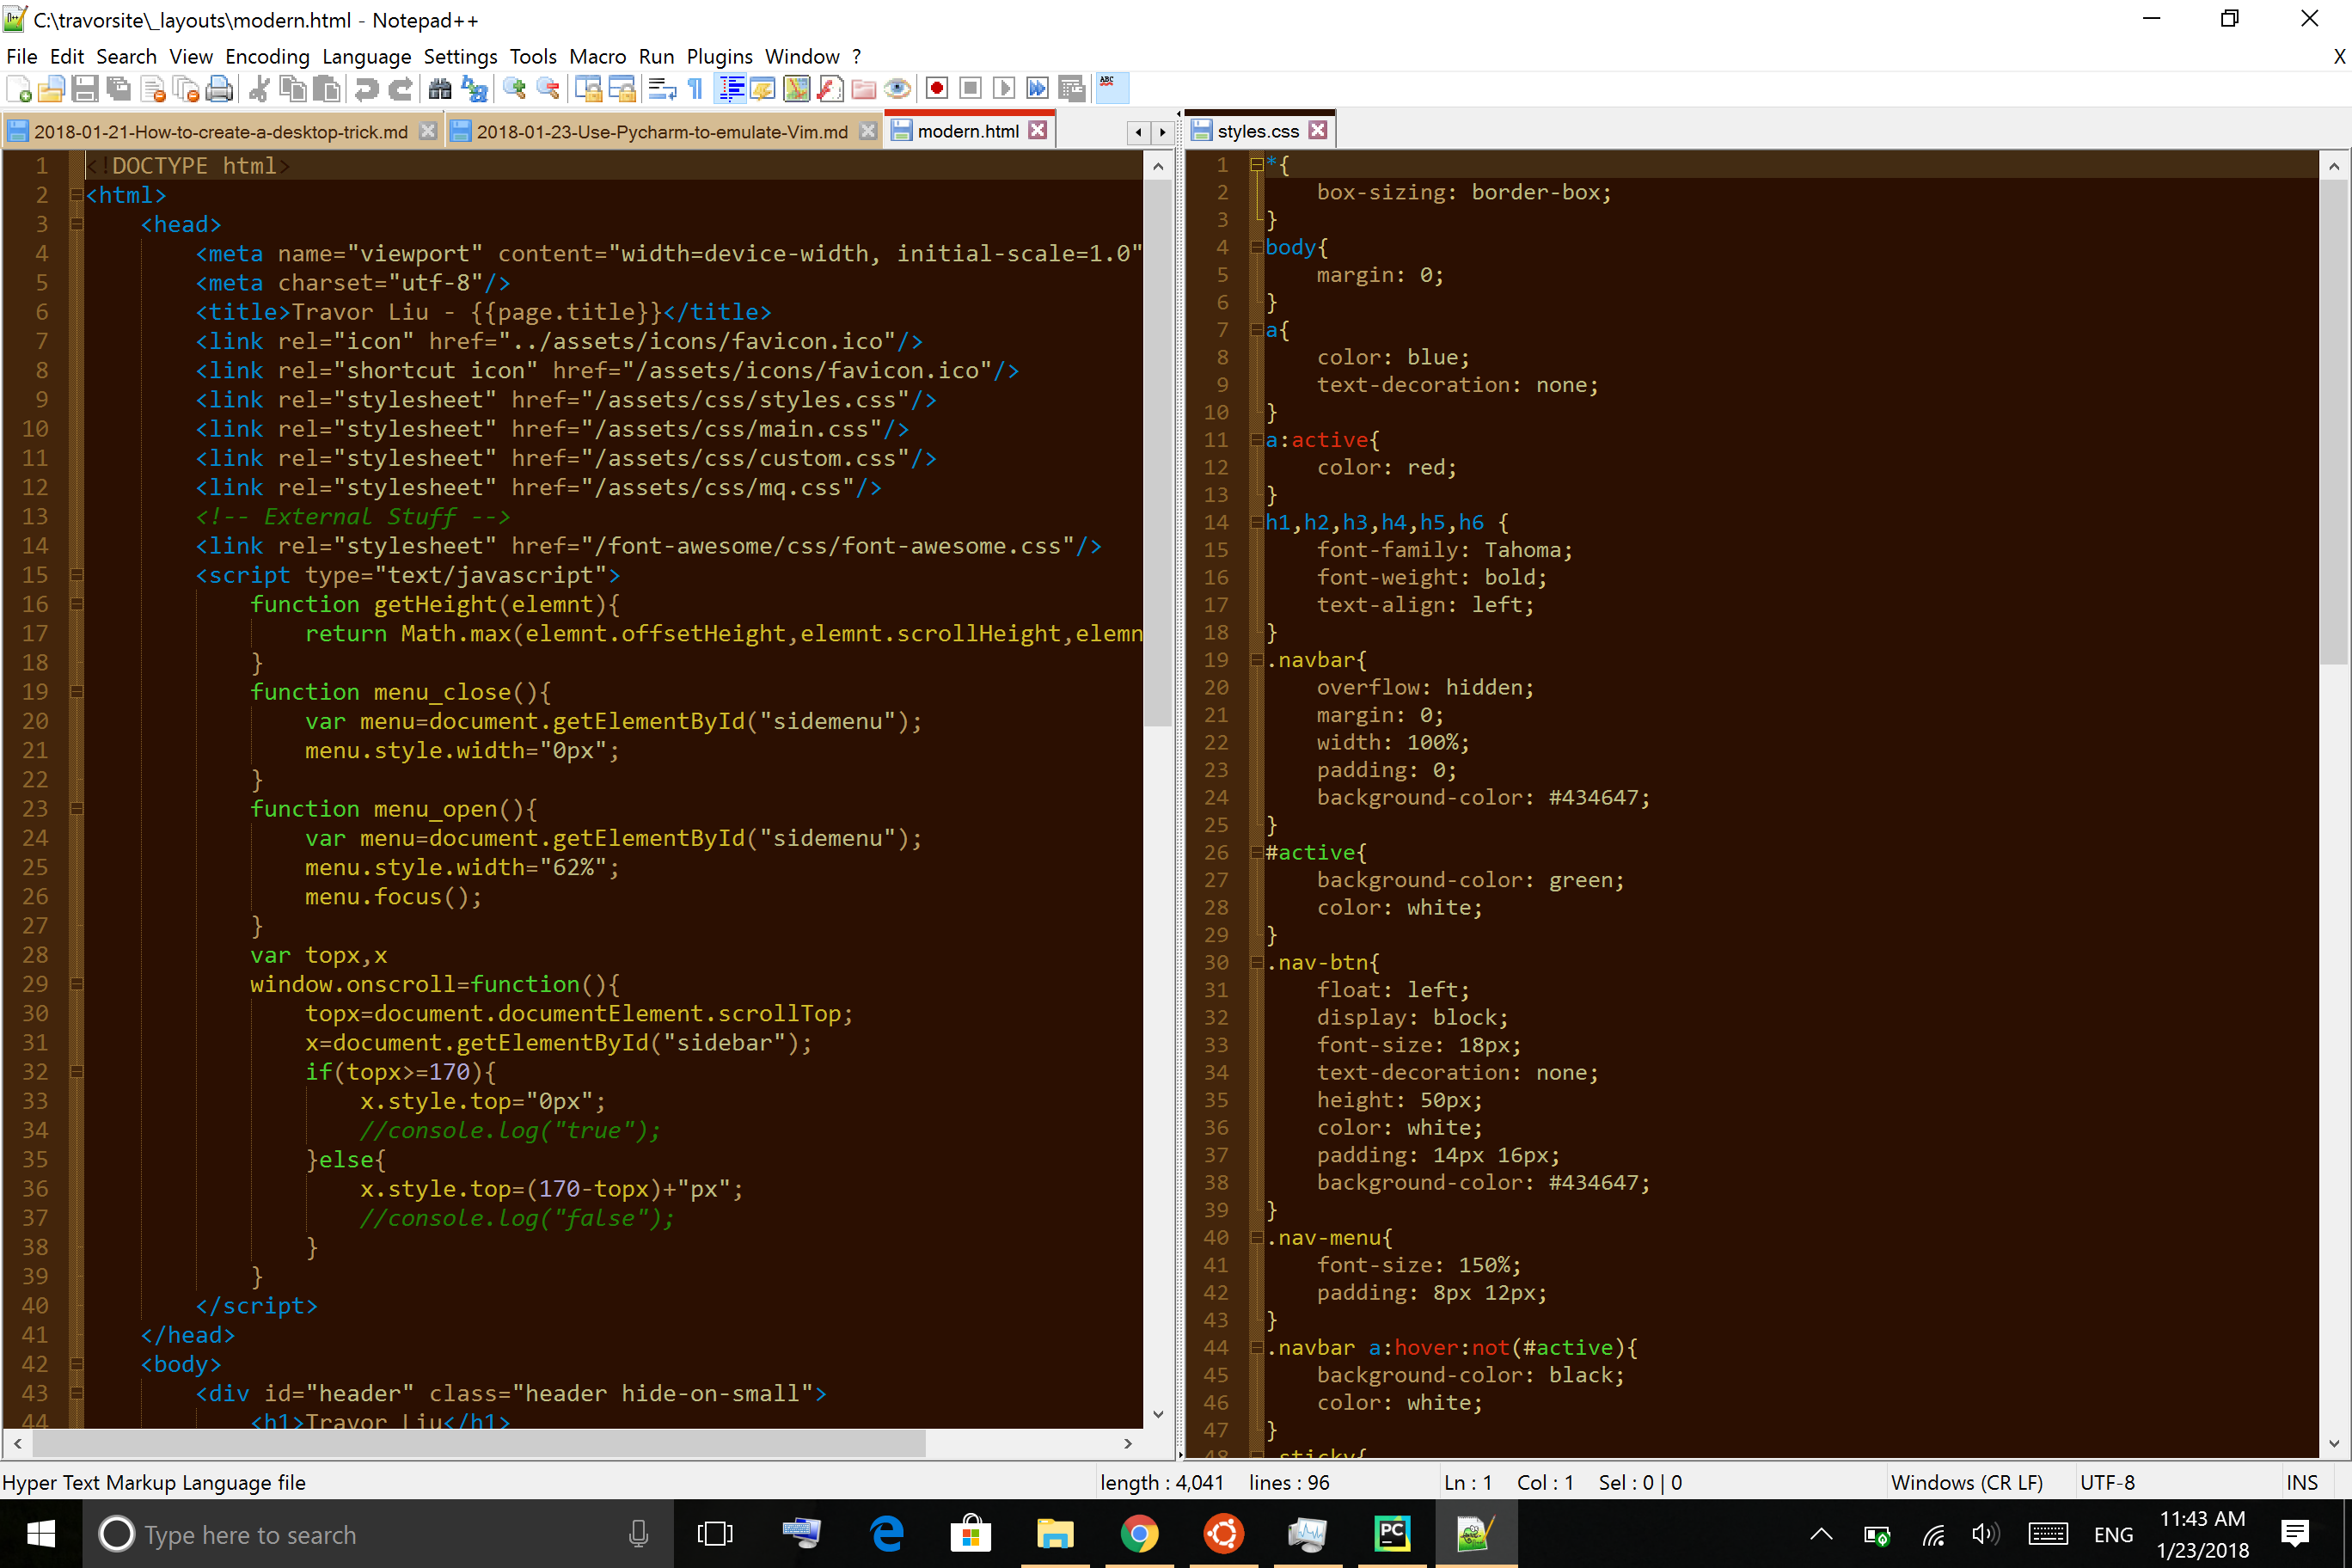 C:\travorsite\_layouts\modern.html - Notepad++
File Edit Search View Encoding Language Settings Tools Macro Run Plugins Window ? X
2018-01-21-How-to-create-a-desktop-trick.md 2018-01-23-Use-Pycharm-to-emulate-Vim.md modern.html
1 <!DOCTYPE html>
2 <html>
3 <head>
4 <meta name="viewport" content="width=device-width, initial-scale=1.0"
5 <meta charset="utf-8"/>
6 <title>Travor Liu - {{page.title}}</title>
7 <link rel="icon" href="../assets/icons/favicon.ico"/>
8 <link rel="shortcut icon" href="/assets/icons/favicon.ico"/>
9 <link rel="stylesheet" href="/assets/css/styles.css"/>
10 <link rel="stylesheet" href="/assets/css/main.css"/>
11 <link rel="stylesheet" href="/assets/css/custom.css"/>
12 <link rel="stylesheet" href="/assets/css/mq.css"/>
13 <!-- External Stuff -->
14 <link rel="stylesheet" href="/font-awesome/css/font-awesome.css"/>
15 <script type="text/javascript">
16 function getHeight(elemnt){
17 return Math.max(elemnt.offsetHeight,elemnt.scrollHeight,elemn
18 }
19 function menu_close(){
20 var menu=document.getElementById("sidemenu");
21 menu.style.width="0px";
22 }
23 function menu_open(){
24 var menu=document.getElementById("sidemenu");
25 menu.style.width="62%";
26 menu.focus();
27 }
28 var topx,x
29 window.onscroll=function(){
30 topx=document.documentElement.scrollTop;
31 x=document.getElementById("sidebar");
32 if(topx>=170){
33 x.style.top="0px";
34 //console.log("true");
35 }else{
36 x.style.top=(170-topx)+"px";
37 //console.log("false");
38 }
39 }
40 </script>
41 </head>
42 <body>
43 <div id="header" class="header hide-on-small">
44 <h1>Travor Liu</h1>
styles.css
1 *{
2 box-sizing: border-box;
3 }
4 body{
5 margin: 0;
6 }
7 a{
8 color: blue;
9 text-decoration: none;
10 }
11 a:active{
12 color: red;
13 }
14 h1,h2,h3,h4,h5,h6 {
15 font-family: Tahoma;
16 font-weight: bold;
17 text-align: left;
18 }
19 .navbar{
20 overflow: hidden;
21 margin: 0;
22 width: 100%;
23 padding: 0;
24 background-color: #434647;
25 }
26 #active{
27 background-color: green;
28 color: white;
29 }
30 .nav-btn{
31 float: left;
32 display: block;
33 font-size: 18px;
34 text-decoration: none;
35 height: 50px;
36 color: white;
37 padding: 14px 16px;
38 background-color: #434647;
39 }
40 .nav-menu{
41 font-size: 150%;
42 padding: 8px 12px;
43 }
44 .navbar a:hover:not(#active){
45 background-color: black;
46 color: white;
47 }
48 .sticky{
Hyper Text Markup Language file length : 4,041 lines : 96 Ln : 1 Col : 1 Sel : 0 | 0 Windows (CR LF) UTF-8 INS
Type here to search
ENG
11:43 AM
1/23/2018